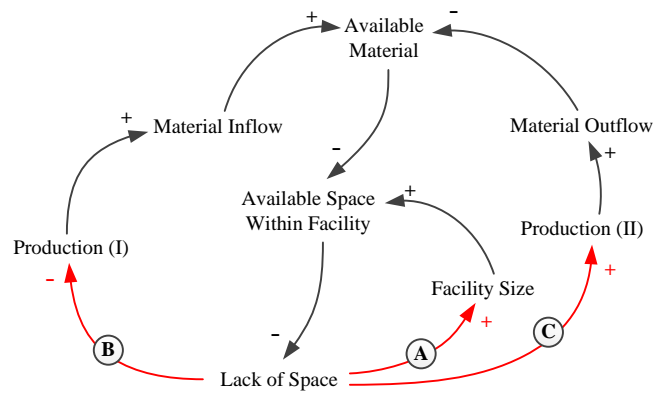 +
Available
Material
-
+
Material Inflow
Material Outflow
+
-
Available Space
Within Facility
+
Production (I)
Production (II)
-
+
Facility Size
+
-
B
A
C
Lack of Space